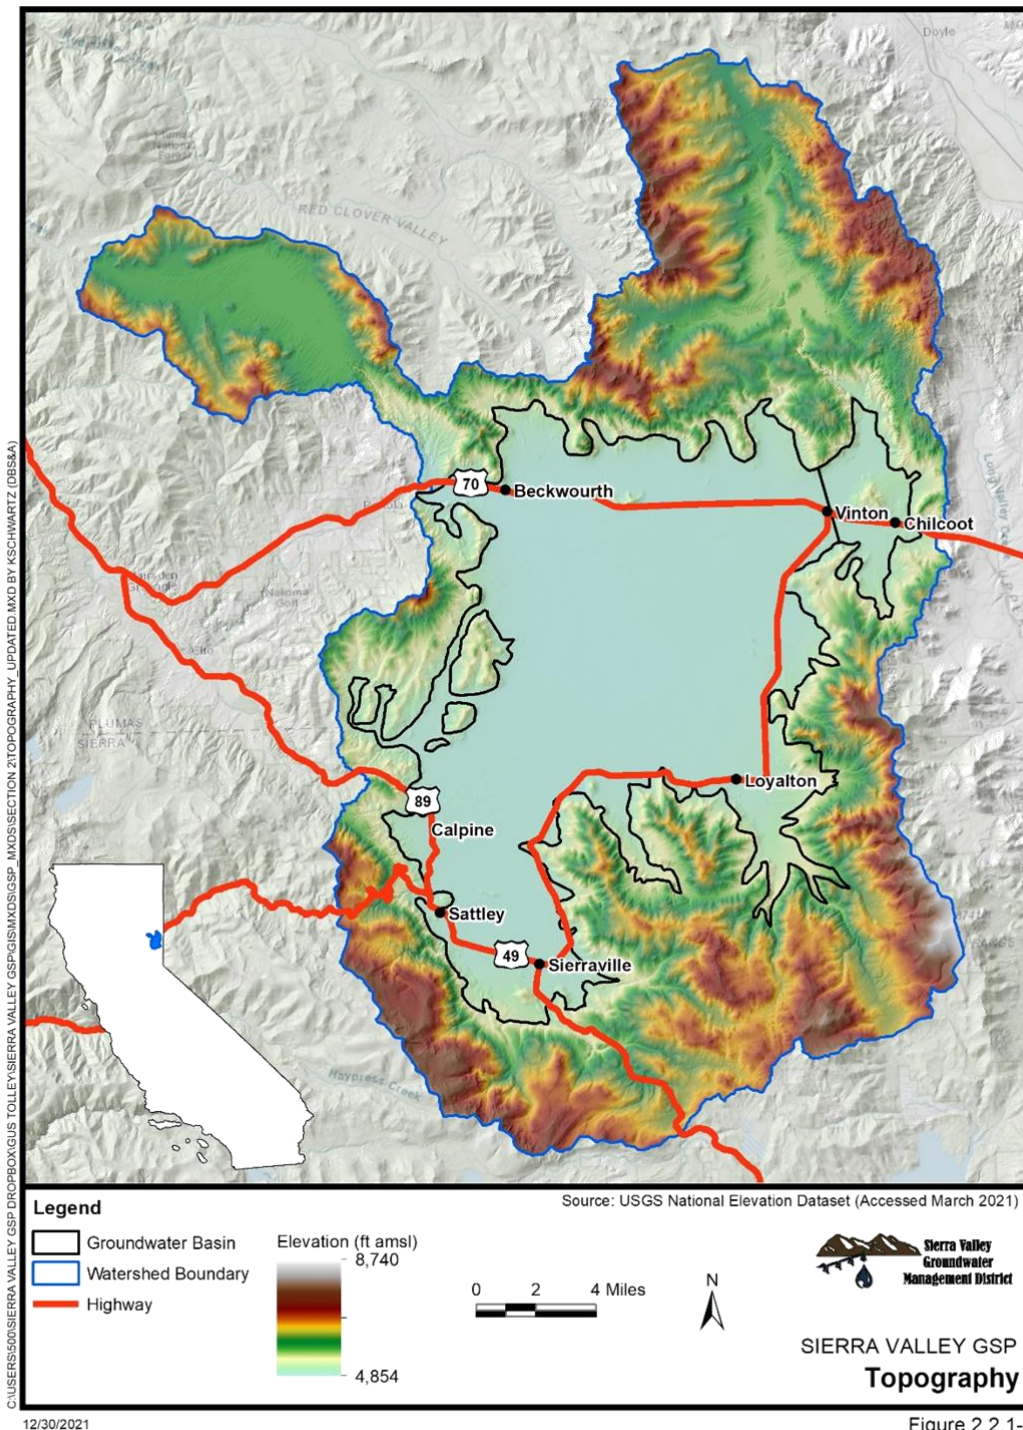 Doyle
7752
RED CLOVER VALLEY
70
Beckwourth
Vinton
Chilcoot
PLUMAS
SIERRA
89
Calpine
Loyalton
Sattley
49
Sierraville
Haypress Creek
C:\USERS\500\SIERRA VALLEY GSP DROPBOX\GUS TOLLEY\SIERRA VALLEY GSP\GIS\MXDS\GSP_MXDS\SECTION 2\TOPOGRAPHY_UPDATED.MXD BY KSCHWARTZ (DBS&A)
Source: USGS National Elevation Dataset (Accessed March 2021)
Legend
Groundwater Basin
Watershed Boundary
Highway
Elevation (ft amsl)
8,740
4,854
0 2 4 Miles
N
Sierra Valley
Groundwater
Management District
SIERRA VALLEY GSP
Topography
12/30/2021
Figure 2.2.1-